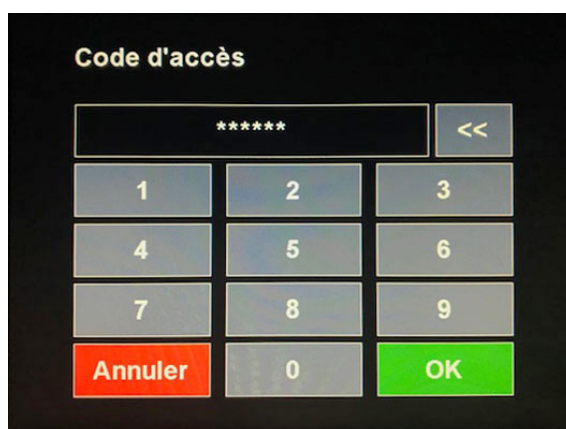 Code d'accès
****** <<
1 2 3
4 5 6
7 8 9
Annuler 0 OK